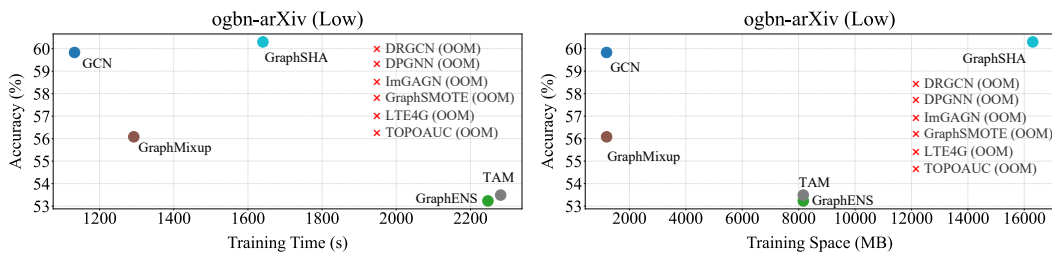 ogbn-arXiv (Low)
Accuracy (%)
60
59
58
57
56
55
54
53
GCN
GraphSHA
GraphMixup
TAM
GraphENS
× DRGCN (OOM)
× DPGNN (OOM)
× ImGAGN (OOM)
× GraphSMOTE (OOM)
× LTE4G (OOM)
× TOPOAUC (OOM)
1200 1400 1600 1800 2000 2200
Training Time (s)
ogbn-arXiv (Low)
Accuracy (%)
60
59
58
57
56
55
54
53
GCN
GraphSHA
GraphMixup
TAM
GraphENS
× DRGCN (OOM)
× DPGNN (OOM)
× ImGAGN (OOM)
× GraphSMOTE (OOM)
× LTE4G (OOM)
× TOPOAUC (OOM)
2000 4000 6000 8000 10000 12000 14000 16000
Training Space (MB)